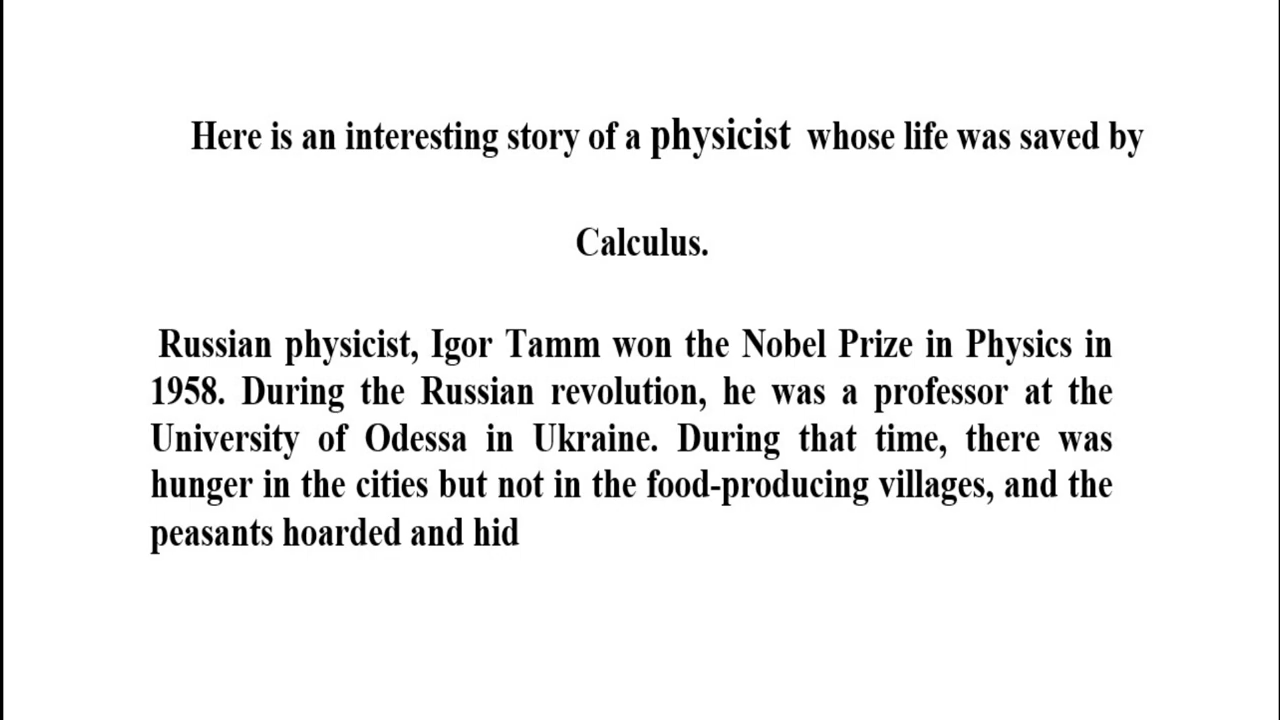 Here is an interesting story of a physicist whose life was saved by
Calculus.
Russian physicist, Igor Tamm won the Nobel Prize in Physics in
1958. During the Russian revolution, he was a professor at the
University of Odessa in Ukraine. During that time, there was
hunger in the cities but not in the food-producing villages, and the
peasants hoarded and hid